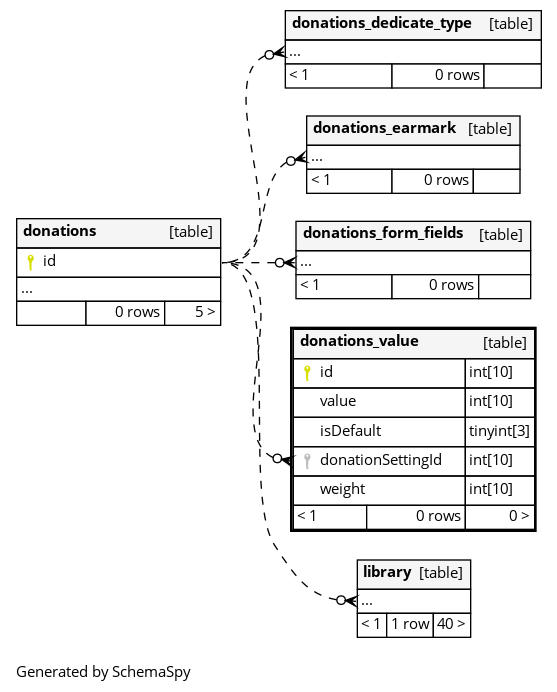 donations_dedicate_type [table]
...
< 1 0 rows
donations_earmark [table]
...
< 1 0 rows
donations [table]
id
...
0 rows 5 >
donations_form_fields [table]
...
< 1 0 rows
donations_value [table]
id int[10]
value int[10]
isDefault tinyint[3]
donationSettingId int[10]
weight int[10]
< 1 0 rows 0 >
library [table]
...
< 1 1 row 40 >
Generated by SchemaSpy